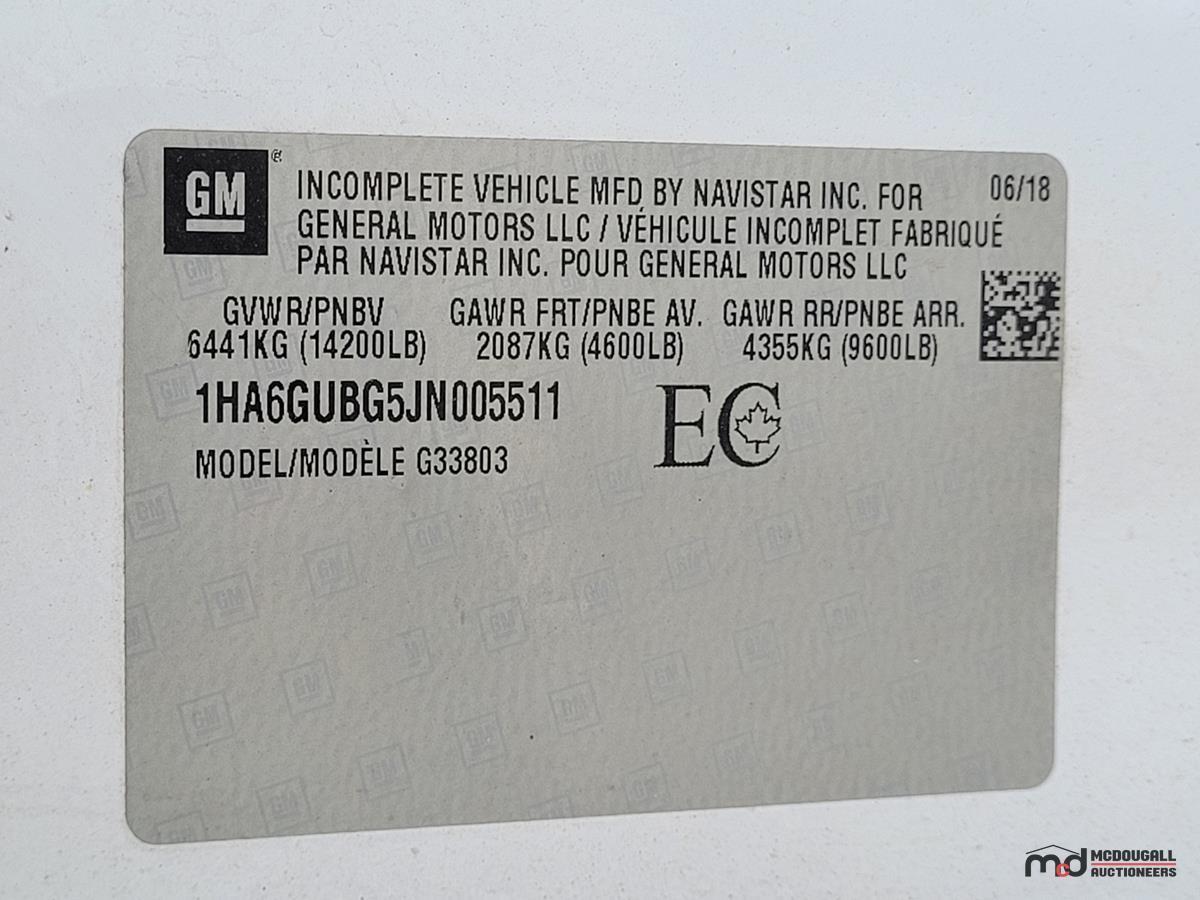 GM
INCOMPLETE VEHICLE MFD BY NAVISTAR INC. FOR 06/18
GENERAL MOTORS LLC / VÉHICULE INCOMPLET FABRIQUÉ
PAR NAVISTAR INC. POUR GENERAL MOTORS LLC
GVWR/PNBV GAWR FRT/PNBE AV. GAWR RR/PNBE ARR.
6441KG (14200LB) 2087KG (4600LB) 4355KG (9600LB)
1HA6GUBG5JN005511 EC
MODEL/MODÈLE G33803
mcd MCDOUGALL
AUCTIONEERS